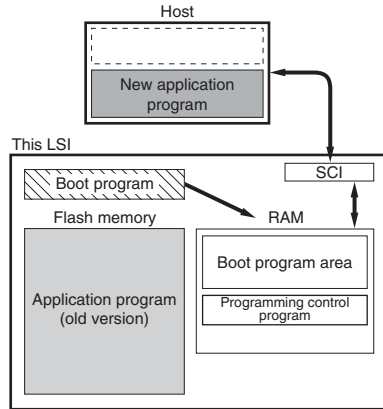 Host
New application
program
This LSI
SCI
Boot program
Flash memory
RAM
Application program
(old version)
Boot program area
Programming control
program